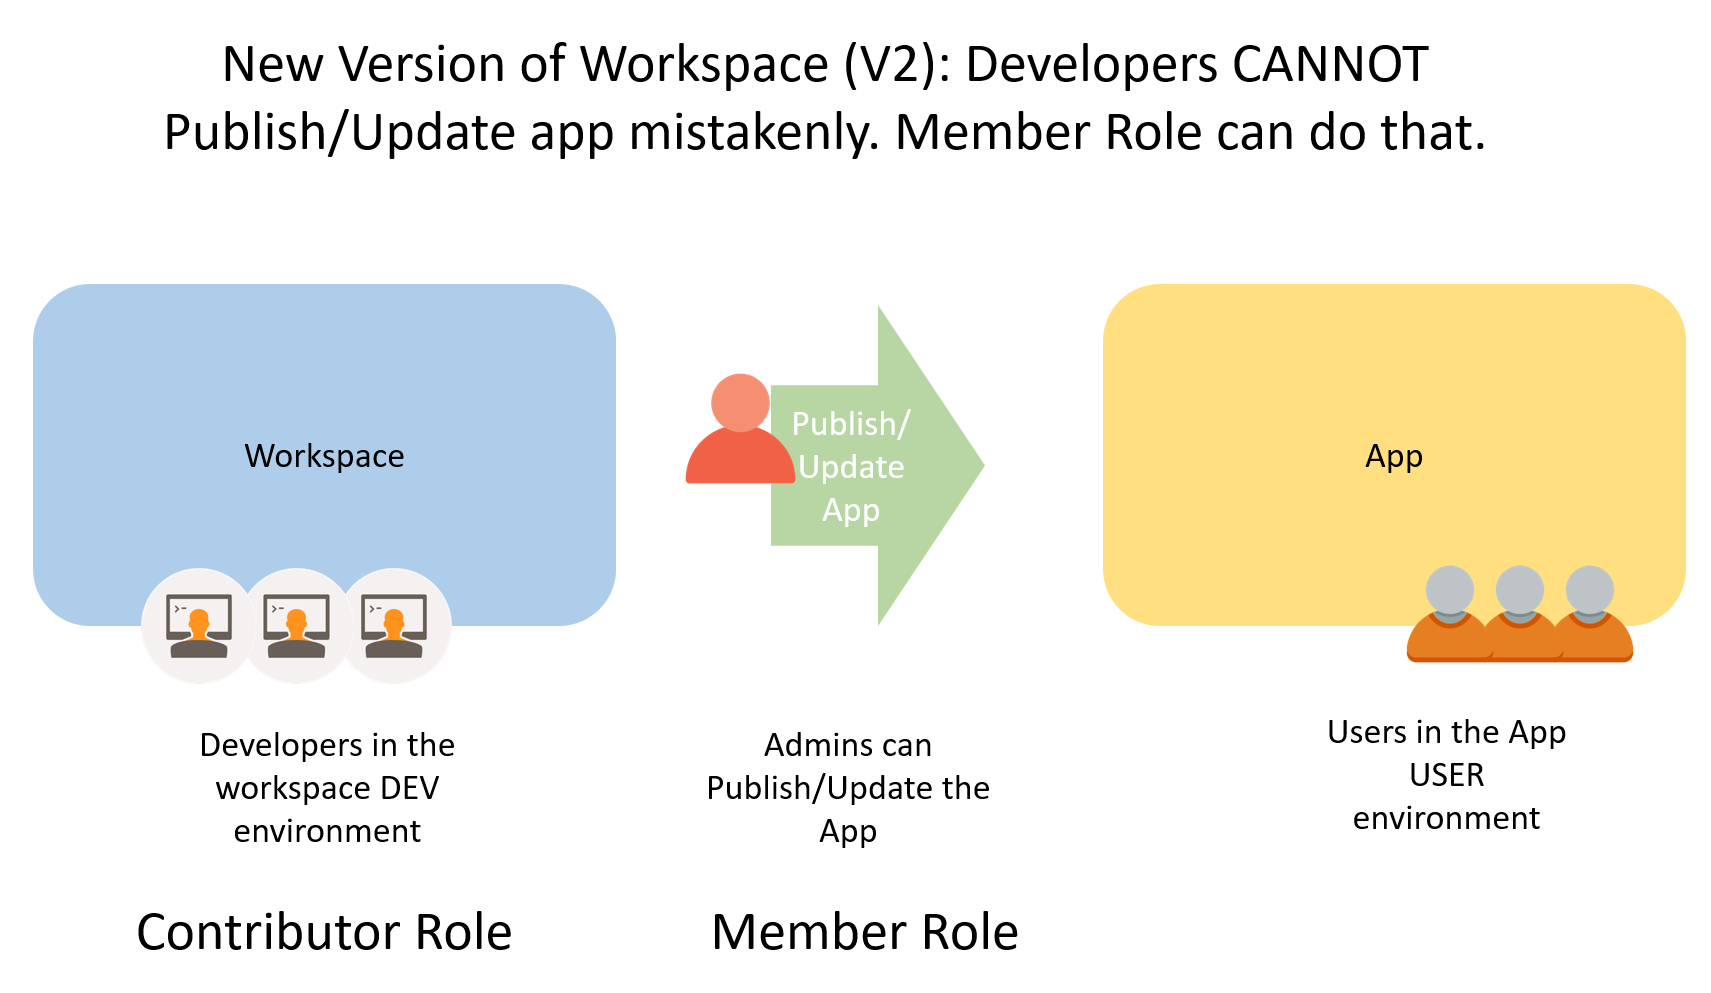 New Version of Workspace (V2): Developers CANNOT
Publish/Update app mistakenly. Member Role can do that.
Workspace
Publish/
Update
App
App
Developers in the
workspace DEV
environment
Admins can
Publish/Update the
App
Users in the App
USER
environment
Contributor Role
Member Role